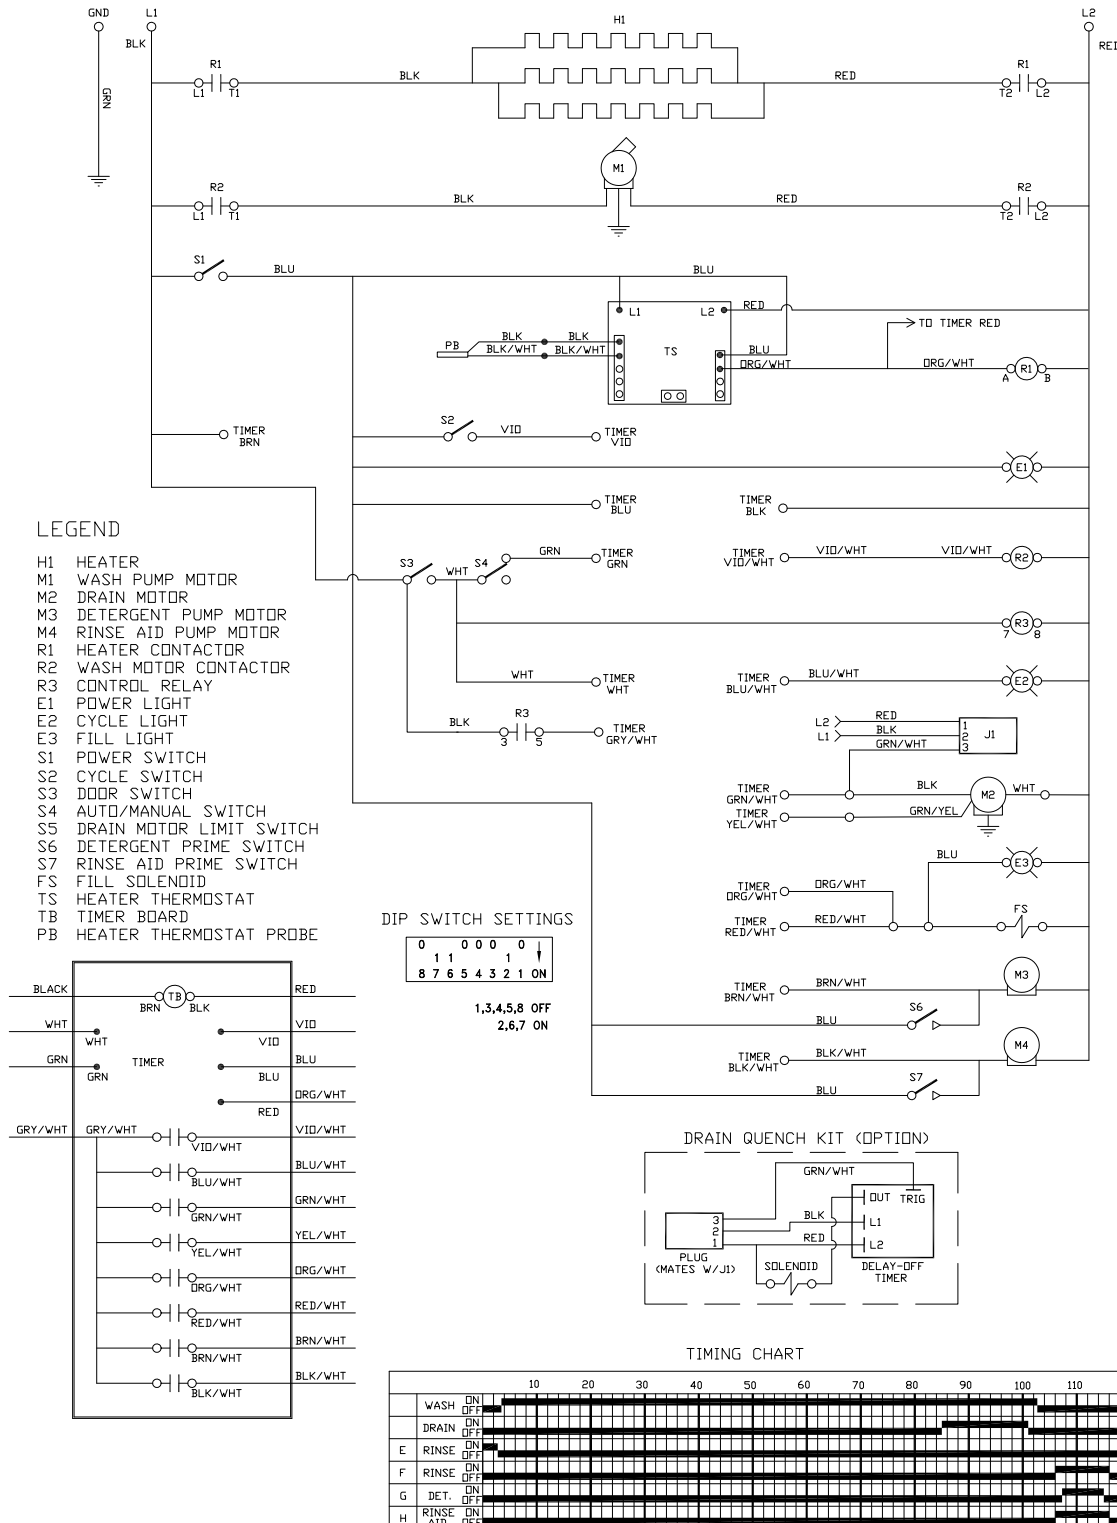 GND L1 H1 L2
BLK RED
R1 BLK RED R1
L1 T1 T2 L2
GRN
M1
R2 BLK RED R2
L1 T1 T2 L2
S1 BLU BLU
L1 L2 RED
TO TIMER RED
PB BLK BLK
BLK/WHT BLK/WHT TS BLU
ORG/WHT ORG/WHT
A R1 B
S2 VIO TIMER VIO
TIMER BRN
E1
TIMER BLU TIMER BLK
S3 WHT S4 GRN TIMER GRN
TIMER VIO/WHT VIO/WHT VIO/WHT R2
7 R3 8
WHT TIMER WHT
TIMER BLU/WHT BLU/WHT E2
BLK R3 TIMER GRY/WHT
3 5
L2 RED 1
L1 BLK 2 J1
GRN/WHT 3
TIMER GRN/WHT BLK M2 WHT
TIMER YEL/WHT GRN/YEL
BLU E3
TIMER ORG/WHT ORG/WHT
TIMER RED/WHT RED/WHT FS
TIMER BRN/WHT BRN/WHT M3
BLU S6
TIMER BLK/WHT BLK/WHT M4
BLU S7
LEGEND
H1 HEATER
M1 WASH PUMP MOTOR
M2 DRAIN MOTOR
M3 DETERGENT PUMP MOTOR
M4 RINSE AID PUMP MOTOR
R1 HEATER CONTACTOR
R2 WASH MOTOR CONTACTOR
R3 CONTROL RELAY
E1 POWER LIGHT
E2 CYCLE LIGHT
E3 FILL LIGHT
S1 POWER SWITCH
S2 CYCLE SWITCH
S3 DOOR SWITCH
S4 AUTO/MANUAL SWITCH
S5 DRAIN MOTOR LIMIT SWITCH
S6 DETERGENT PRIME SWITCH
S7 RINSE AID PRIME SWITCH
FS FILL SOLENOID
TS HEATER THERMOSTAT
TB TIMER BOARD
PB HEATER THERMOSTAT PROBE
DIP SWITCH SETTINGS
0 0 0 0 0
1 1 1
8 7 6 5 4 3 2 1 ON
1,3,4,5,8 OFF
2,6,7 ON
BLACK TB RED
BRN BLK
WHT VIO
WHT VIO
GRN TIMER BLU
GRN BLU
ORG/WHT
RED
GRY/WHT GRY/WHT VIO/WHT
VIO/WHT
BLU/WHT
BLU/WHT
GRN/WHT
GRN/WHT
YEL/WHT
YEL/WHT
ORG/WHT
ORG/WHT
RED/WHT
RED/WHT
BRN/WHT
BRN/WHT
BLK/WHT
BLK/WHT
DRAIN QUENCH KIT (OPTION)
GRN/WHT
OUT TRIG
3 BLK L1
2
1 RED L2
PLUG
(MATES W/J1)
SOLENOID
DELAY-OFF
TIMER
TIMING CHART
10 20 30 40 50 60 70 80 90 100 110
WASH ON
OFF
DRAIN ON
OFF
E RINSE ON
OFF
F RINSE ON
OFF
G DET. ON
OFF
H RINSE AID ON
OFF